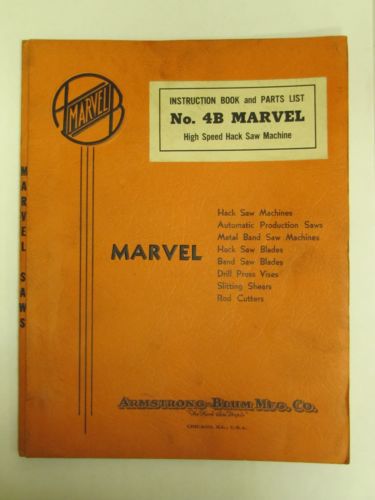 A MARVEL B
INSTRUCTION BOOK and PARTS LIST
No. 4B MARVEL
High Speed Hack Saw Machine
MARVEL SAWS
MARVEL
Hack Saw Machines
Automatic Production Saws
Metal Band Saw Machines
Hack Saw Blades
Band Saw Blades
Drill Press Vises
Slitting Shears
Rod Cutters
ARMSTRONG-BLUM MFG. CO.
CHICAGO, ILL., U.S.A.